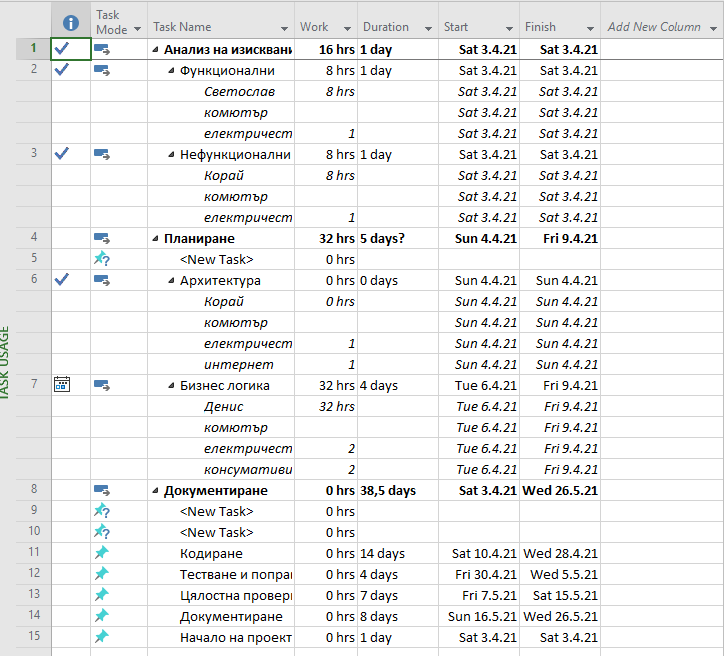 Task Mode Task Name Work Duration Start Finish Add New Column
1 Анализ на изискван 16 hrs 1 day Sat 3.4.21 Sat 3.4.21
2 Функционални 8 hrs 1 day Sat 3.4.21 Sat 3.4.21
Светослав 8 hrs Sat 3.4.21 Sat 3.4.21
комютър Sat 3.4.21 Sat 3.4.21
електричест 1 Sat 3.4.21 Sat 3.4.21
3 Нефункционални 8 hrs 1 day Sat 3.4.21 Sat 3.4.21
Корай 8 hrs Sat 3.4.21 Sat 3.4.21
комютър Sat 3.4.21 Sat 3.4.21
електричест 1 Sat 3.4.21 Sat 3.4.21
4 Планиране 32 hrs 5 days? Sun 4.4.21 Fri 9.4.21
5 <New Task> 0 hrs
6 Архитектура 0 hrs 0 days Sun 4.4.21 Sun 4.4.21
Корай 0 hrs Sun 4.4.21 Sun 4.4.21
комютър Sun 4.4.21 Sun 4.4.21
електричест 1 Sun 4.4.21 Sun 4.4.21
интернет 1 Sun 4.4.21 Sun 4.4.21
7 Бизнес логика 32 hrs 4 days Tue 6.4.21 Fri 9.4.21
Денис 32 hrs Tue 6.4.21 Fri 9.4.21
комютър Tue 6.4.21 Fri 9.4.21
електричест 2 Tue 6.4.21 Fri 9.4.21
консумативи 2 Tue 6.4.21 Fri 9.4.21
8 Документиране 0 hrs 38,5 days Sat 3.4.21 Wed 26.5.21
9 <New Task> 0 hrs
10 <New Task> 0 hrs
11 Кодиране 0 hrs 14 days Sat 10.4.21 Wed 28.4.21
12 Тестване и попра 0 hrs 4 days Fri 30.4.21 Wed 5.5.21
13 Цялостна провер 0 hrs 7 days Fri 7.5.21 Sat 15.5.21
14 Документиране 0 hrs 8 days Sun 16.5.21 Wed 26.5.21
15 Начало на проект 0 hrs 1 day Sat 3.4.21 Sat 3.4.21
TASK USAGE